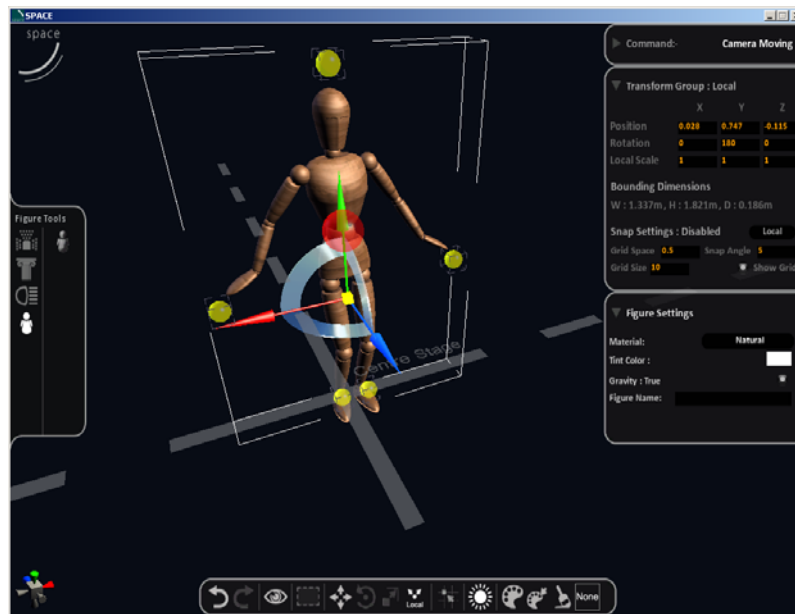 SPACE
space
Command:- Camera Moving
Transform Group : Local
X Y Z
Position 0.028 0.747 -0.115
Rotation 0 180 0
Local Scale 1 1 1
Bounding Dimensions
W : 1.337m, H : 1.821m, D : 0.186m
Snap Settings : Disabled Local
Grid Space 0.5 Snap Angle 5
Grid Size 10 Show Grid
Figure Tools
Figure Settings
Material: Natural
Tint Color :
Gravity : True
Figure Name:
Centre Stage
Local
None